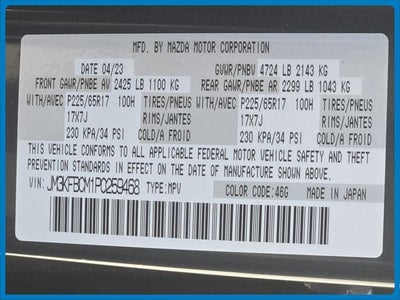 MFD. BY MAZDA MOTOR CORPORATION
DATE 04/23 GVWR/PNBV 4724 LB 2143 KG
FRONT GAWR/PNBE AV 2425 LB 1100 KG REAR GAWR/PNBE AR 2299 LB 1043 KG
WITH/AVEC P225/65R17 100H TIRES/PNEUS WITH/AVEC P225/65R17 100H TIRES/PNEUS
17X7J RIMS/JANTES 17X7J RIMS/JANTES
230 KPA/34 PSI COLD/A FROID 230 KPA/34 PSI COLD/A FROID
THIS VEHICLE CONFORMS TO ALL APPLICABLE FEDERAL MOTOR VEHICLE SAFETY AND THEFT
PREVENTION STANDARDS IN EFFECT ON THE DATE OF MANUFACTURE SHOWN ABOVE.
VIN: JM3KFBCM1P0259468 TYPE: MPV COLOR CODE: 46G MADE IN JAPAN